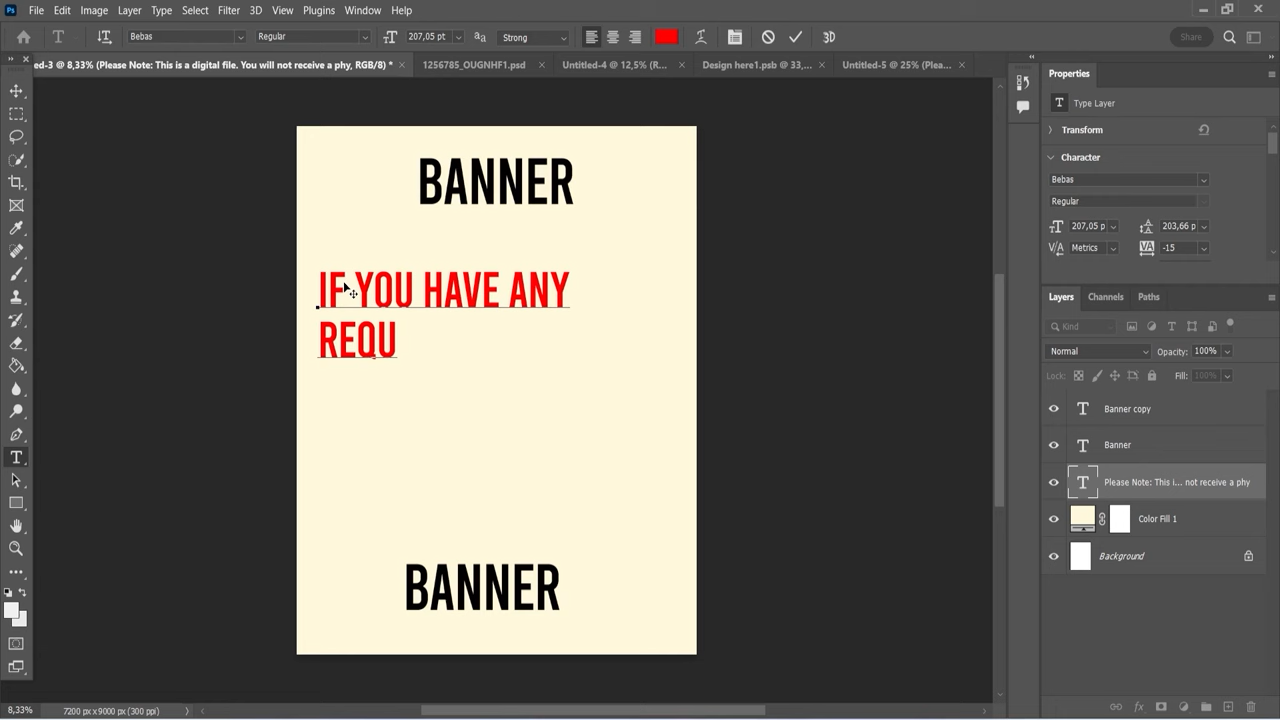 Ps File Edit Image Layer Type Select Filter 3D View Plugins Window Help
T Bebas Regular 207,05 pt aa Strong 3D Share
ed-3 @ 8,33% (Please Note: This is a digital file. You will not receive a phy, RGB/8) * × 1256785_OUGNHF1.psd × Untitled-4 @ 12,5% (R... × Design here1.psb @ 33,... × Untitled-5 @ 25% (Plea... ×
Properties
T Type Layer
Transform
Character
Bebas
Regular
207,05 p 203,66 p
V/A Metrics VA -15
BANNER
IF YOU HAVE ANY
REQU
BANNER
Layers Channels Paths
Kind
Normal Opacity: 100%
Lock: Fill: 100%
T Banner copy
T Banner
T Please Note: This i... not receive a phy
Color Fill 1
Background
8,33% 7200 px x 9000 px (300 ppi)